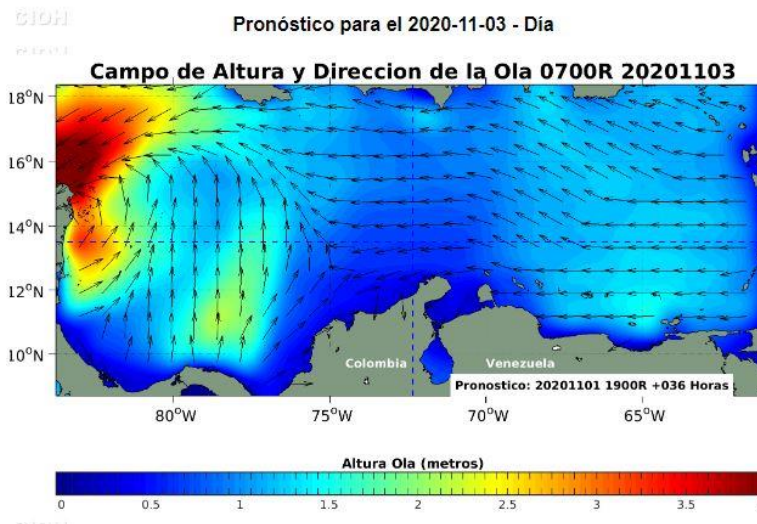 CIOH
Pronóstico para el 2020-11-03 - Día
Campo de Altura y Direccion de la Ola 0700R 20201103
18°N
16°N
14°N
12°N
10°N
Colombia
Venezuela
Pronostico: 20201101 1900R +036 Horas
80°W
75°W
70°W
65°W
Altura Ola (metros)
0 0.5 1 1.5 2 2.5 3 3.5